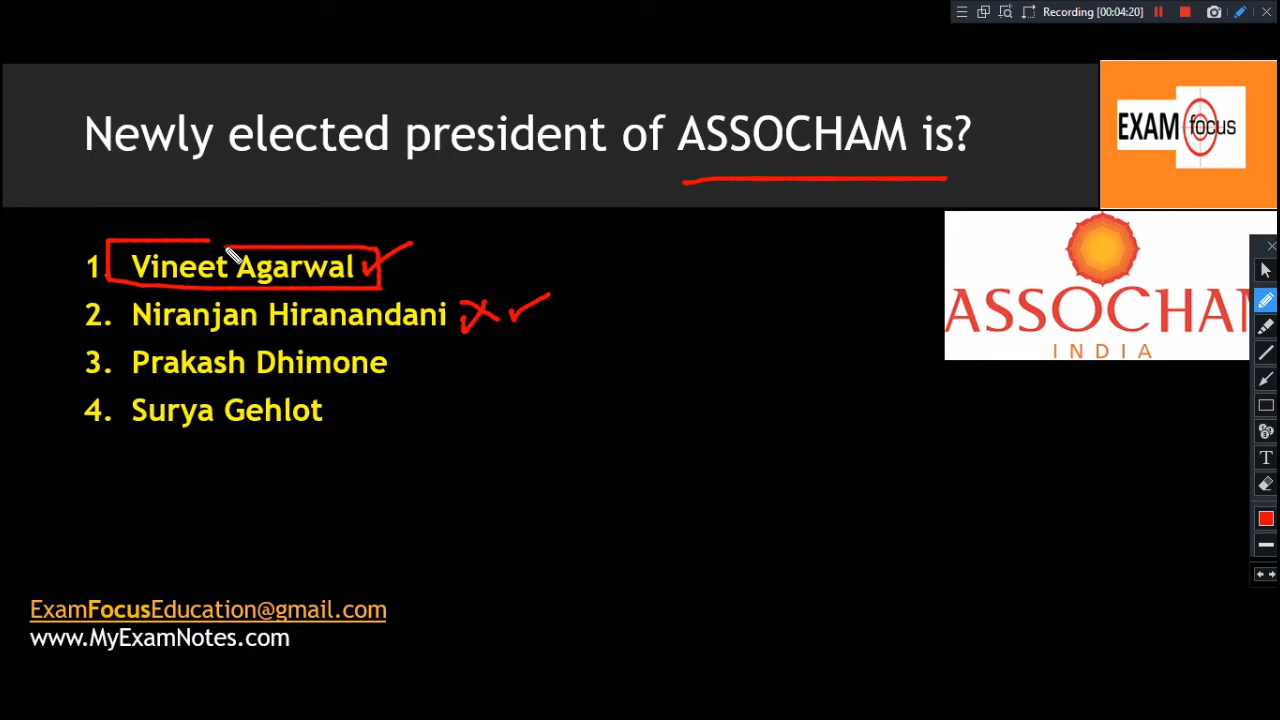 Recording [00:04:20]
Newly elected president of ASSOCHAM is?
EXAM focus
1. Vineet Agarwal
2. Niranjan Hiranandani
3. Prakash Dhimone
4. Surya Gehlot
ASSOCHAM
INDIA
T
ExamFocusEducation@gmail.com
www.MyExamNotes.com